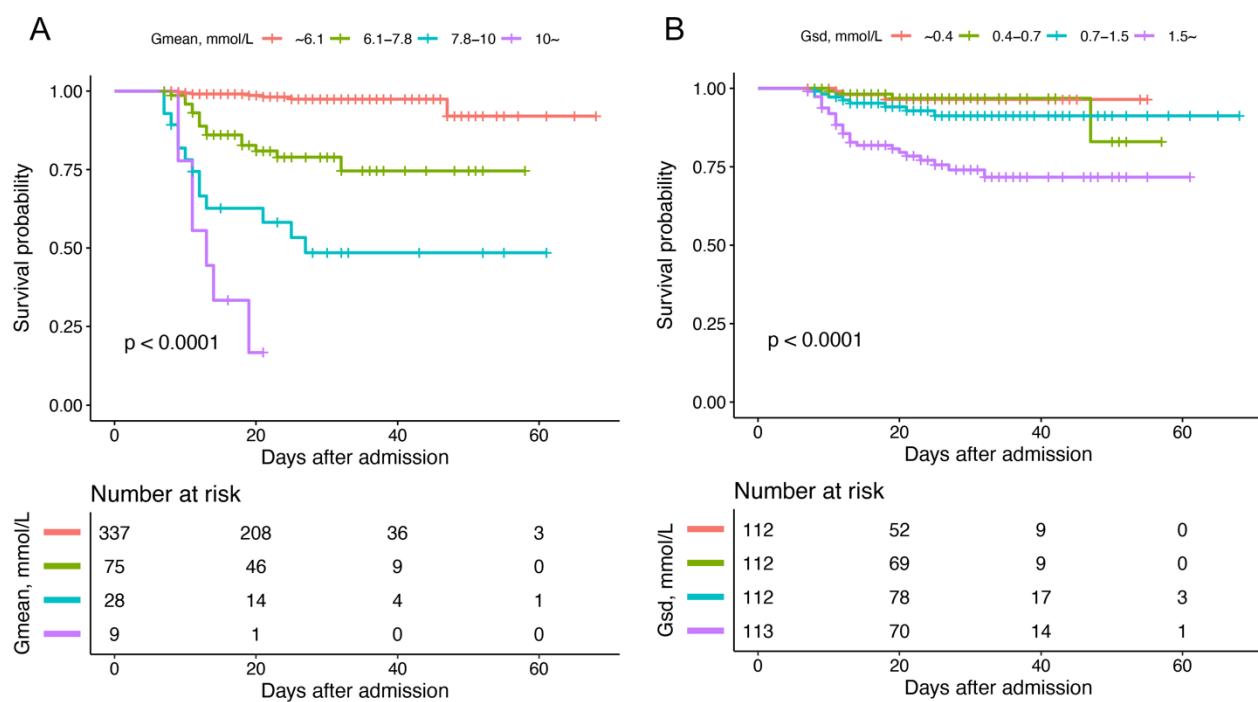 A
Gmean, mmol/L ~6.1 6.1−7.8 7.8−10 10~
Survival probability
1.00
0.75
0.50
0.25
0.00
p < 0.0001
0 20 40 60
Days after admission
Number at risk
Gmean, mmol/L
337 208 36 3
75 46 9 0
28 14 4 1
9 1 0 0
0 20 40 60
Days after admission
B
Gsd, mmol/L ~0.4 0.4−0.7 0.7−1.5 1.5~
Survival probability
1.00
0.75
0.50
0.25
0.00
p < 0.0001
0 20 40 60
Days after admission
Number at risk
Gsd, mmol/L
112 52 9 0
112 69 9 0
112 78 17 3
113 70 14 1
0 20 40 60
Days after admission